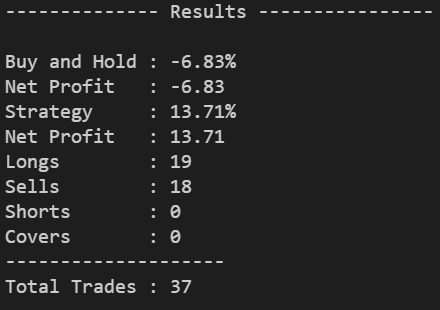 -------------- Results ----------------
Buy and Hold : -6.83%
Net Profit   : -6.83
Strategy     : 13.71%
Net Profit   : 13.71
Longs        : 19
Sells        : 18
Shorts       : 0
Covers       : 0
--------------------
Total Trades : 37